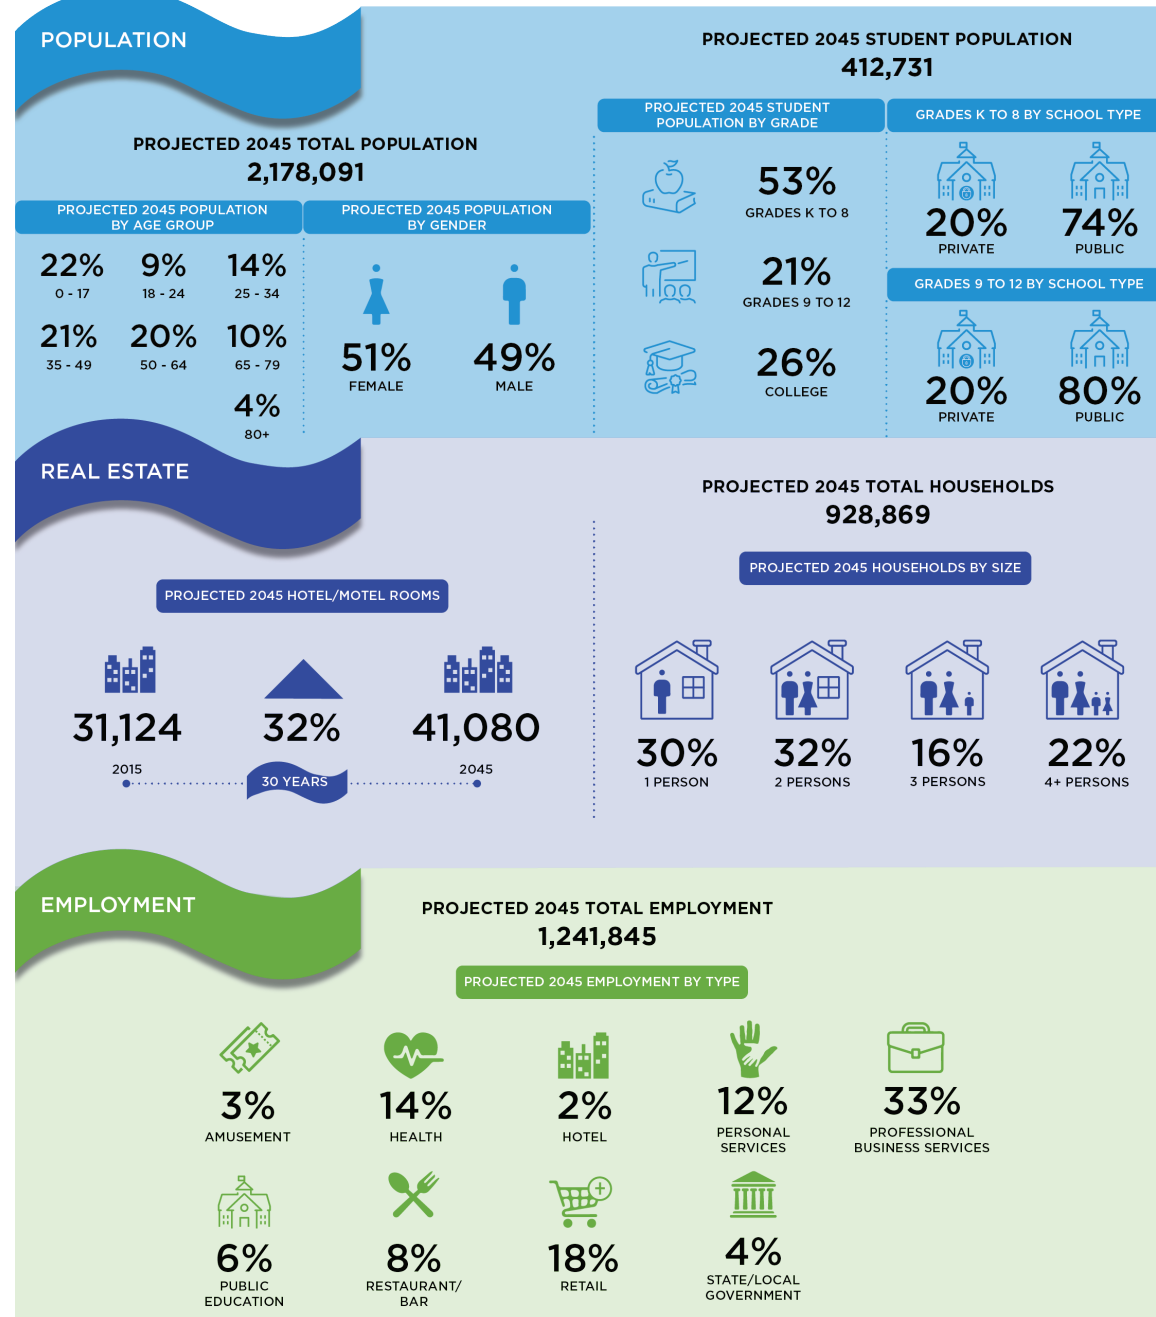 POPULATION
PROJECTED 2045 TOTAL POPULATION
2,178,091
PROJECTED 2045 POPULATION
BY AGE GROUP
22%
0 - 17
9%
18 - 24
14%
25 - 34
21%
35 - 49
20%
50 - 64
10%
65 - 79
4%
80+
PROJECTED 2045 POPULATION
BY GENDER
51%
FEMALE
49%
MALE
PROJECTED 2045 STUDENT POPULATION
412,731
PROJECTED 2045 STUDENT
POPULATION BY GRADE
53%
GRADES K TO 8
21%
GRADES 9 TO 12
26%
COLLEGE
GRADES K TO 8 BY SCHOOL TYPE
20%
PRIVATE
74%
PUBLIC
GRADES 9 TO 12 BY SCHOOL TYPE
20%
PRIVATE
80%
PUBLIC
REAL ESTATE
PROJECTED 2045 HOTEL/MOTEL ROOMS
31,124
32%
41,080
2015
30 YEARS
2045
PROJECTED 2045 TOTAL HOUSEHOLDS
928,869
PROJECTED 2045 HOUSEHOLDS BY SIZE
30%
1 PERSON
32%
2 PERSONS
16%
3 PERSONS
22%
4+ PERSONS
EMPLOYMENT
PROJECTED 2045 TOTAL EMPLOYMENT
1,241,845
PROJECTED 2045 EMPLOYMENT BY TYPE
3%
AMUSEMENT
14%
HEALTH
2%
HOTEL
12%
PERSONAL
SERVICES
33%
PROFESSIONAL
BUSINESS SERVICES
6%
PUBLIC
EDUCATION
8%
RESTAURANT/
BAR
18%
RETAIL
4%
STATE/LOCAL
GOVERNMENT